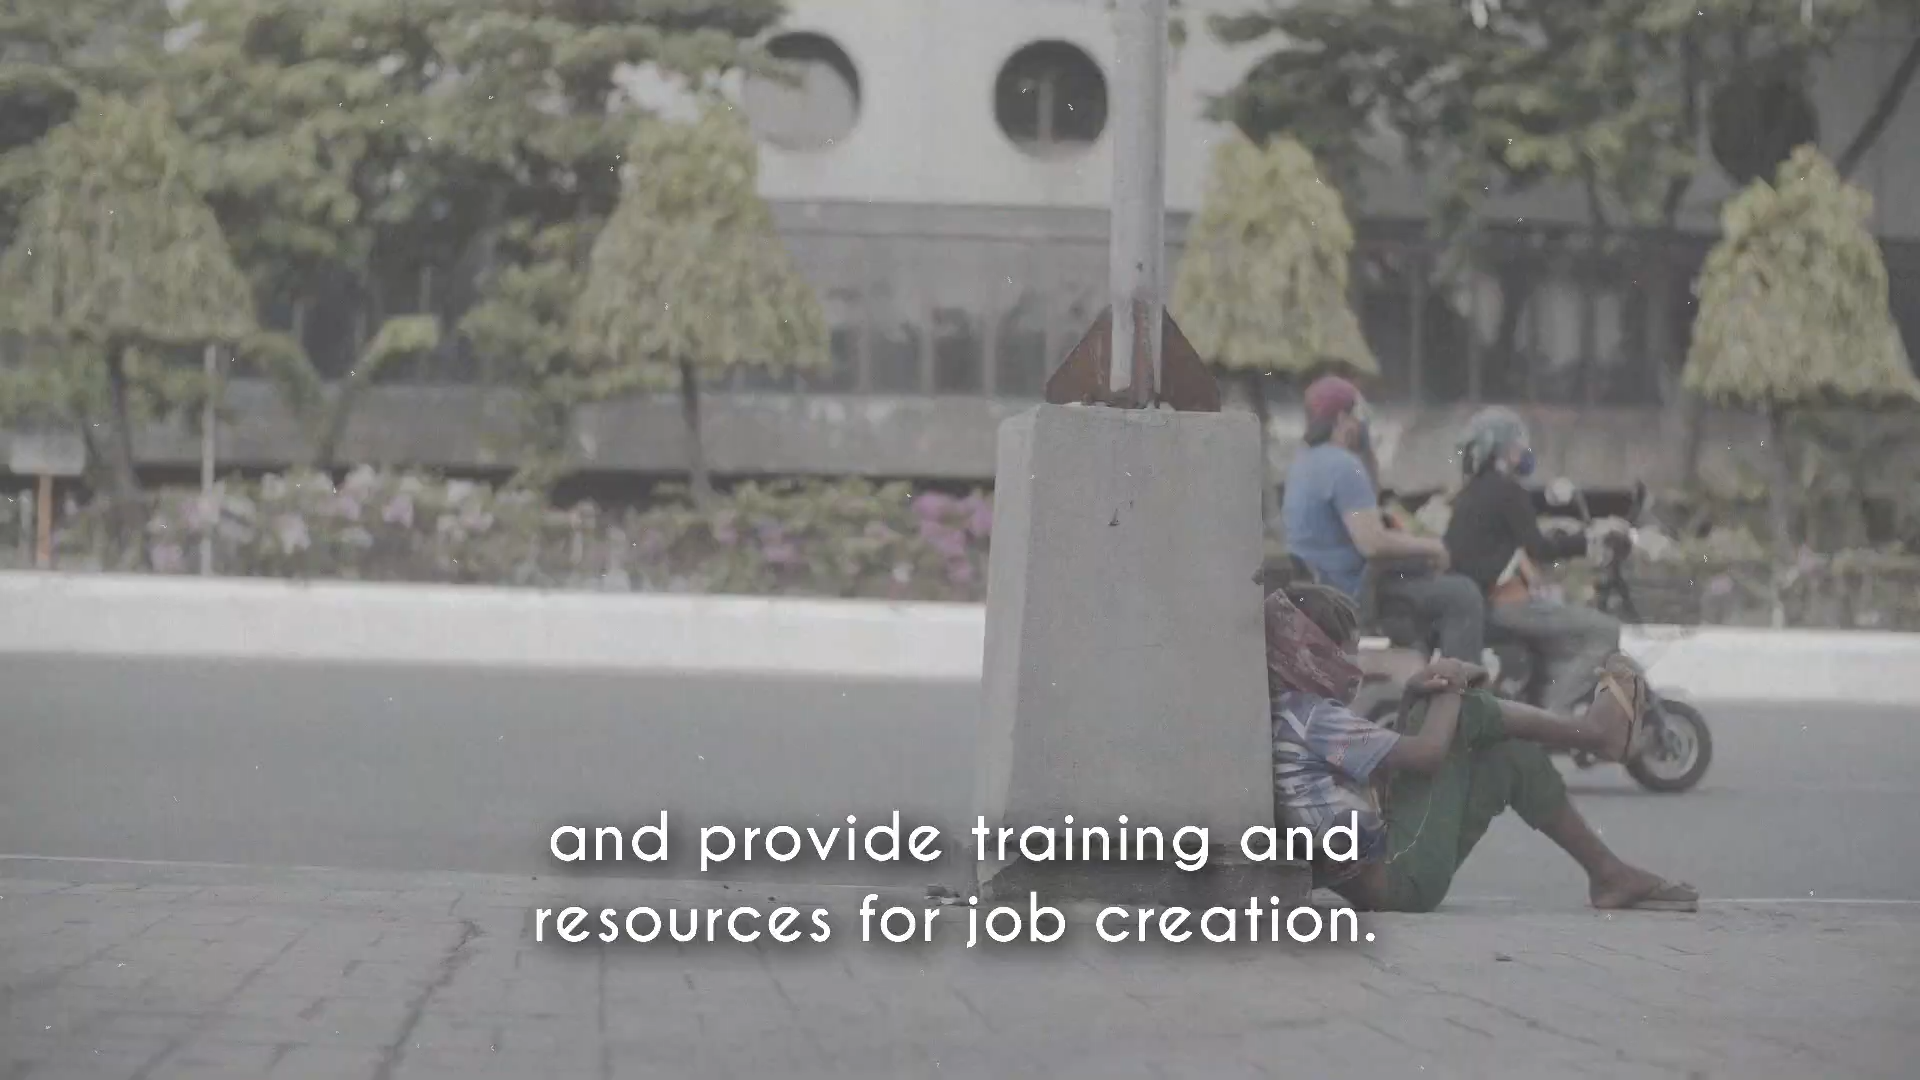 and provide training and
resources for job creation.